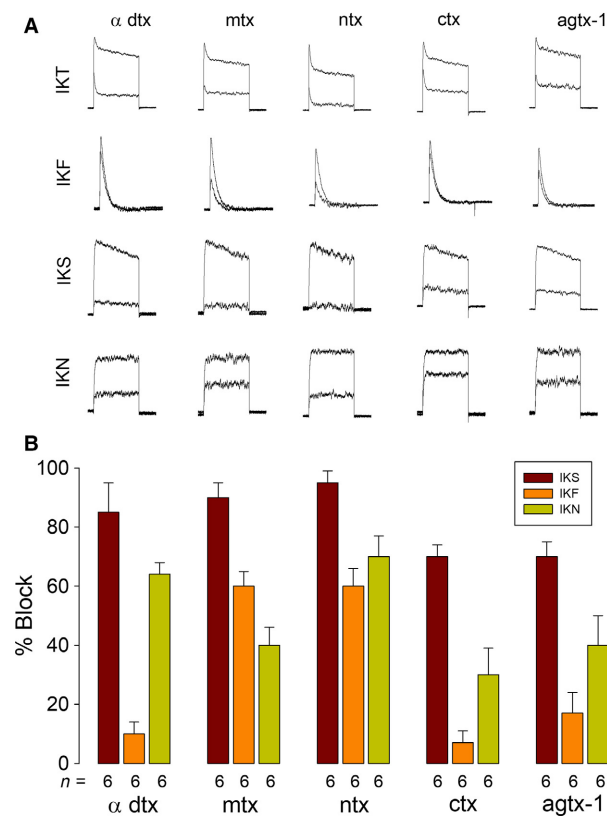 A
α dtx mtx ntx ctx agtx-1
IKT
IKF
IKS
IKN
B
100
80
60
40
20
0
% Block
IKS
IKF
IKN
n = 6 6 6 6 6 6 6 6 6 6 6 6 6 6 6
α dtx mtx ntx ctx agtx-1